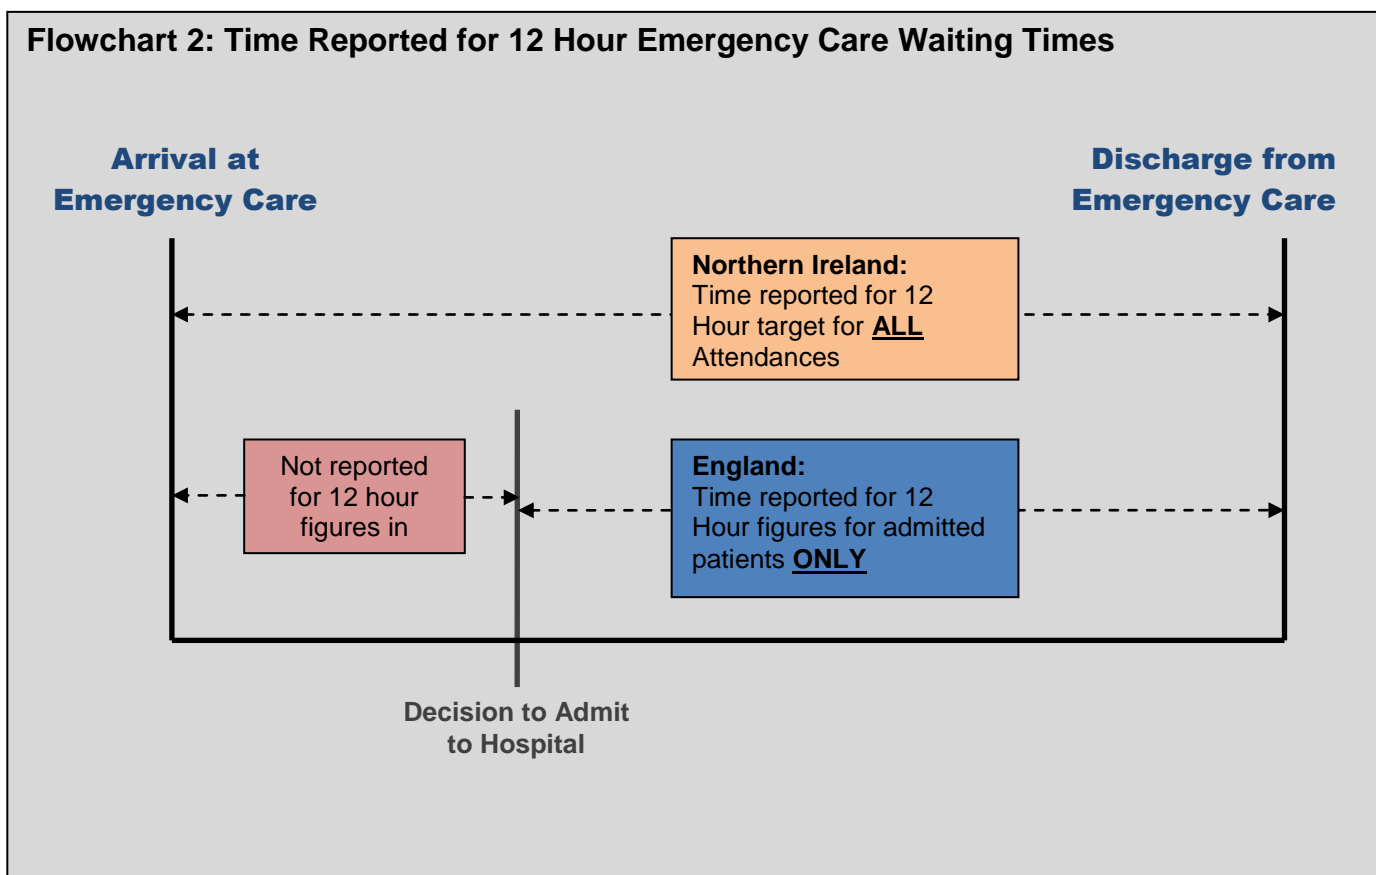 Flowchart 2: Time Reported for 12 Hour Emergency Care Waiting Times
Arrival at
Emergency Care
Discharge from
Emergency Care
Northern Ireland:
Time reported for 12
Hour target for ALL
Attendances
Not reported
for 12 hour
figures in
England:
Time reported for 12
Hour figures for admitted
patients ONLY
Decision to Admit
to Hospital